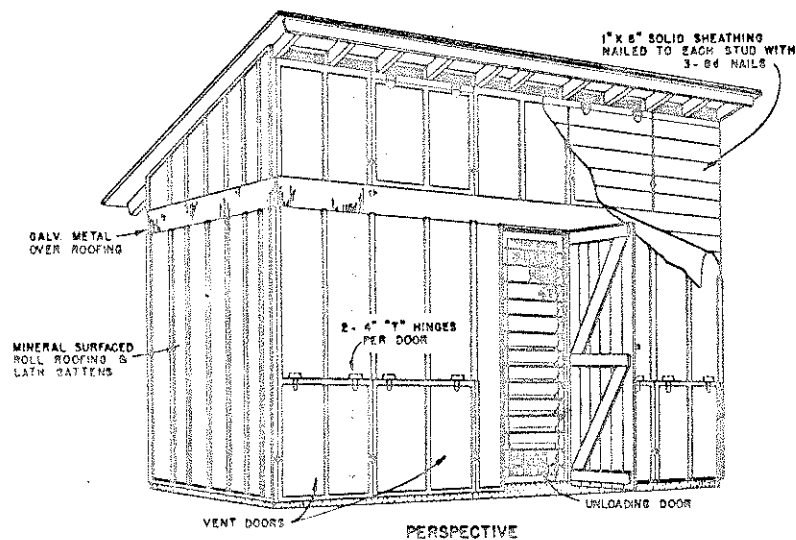 1" X 6" SOLID SHEATHING
NAILED TO EACH STUD WITH
3-8d NAILS
GALV. METAL
OVER ROOFING
2-4" "T" HINGES
PER DOOR
MINERAL SURFACED
ROLL ROOFING &
LATH BATTENS
VENT DOORS
UNLOADING DOOR
PERSPECTIVE